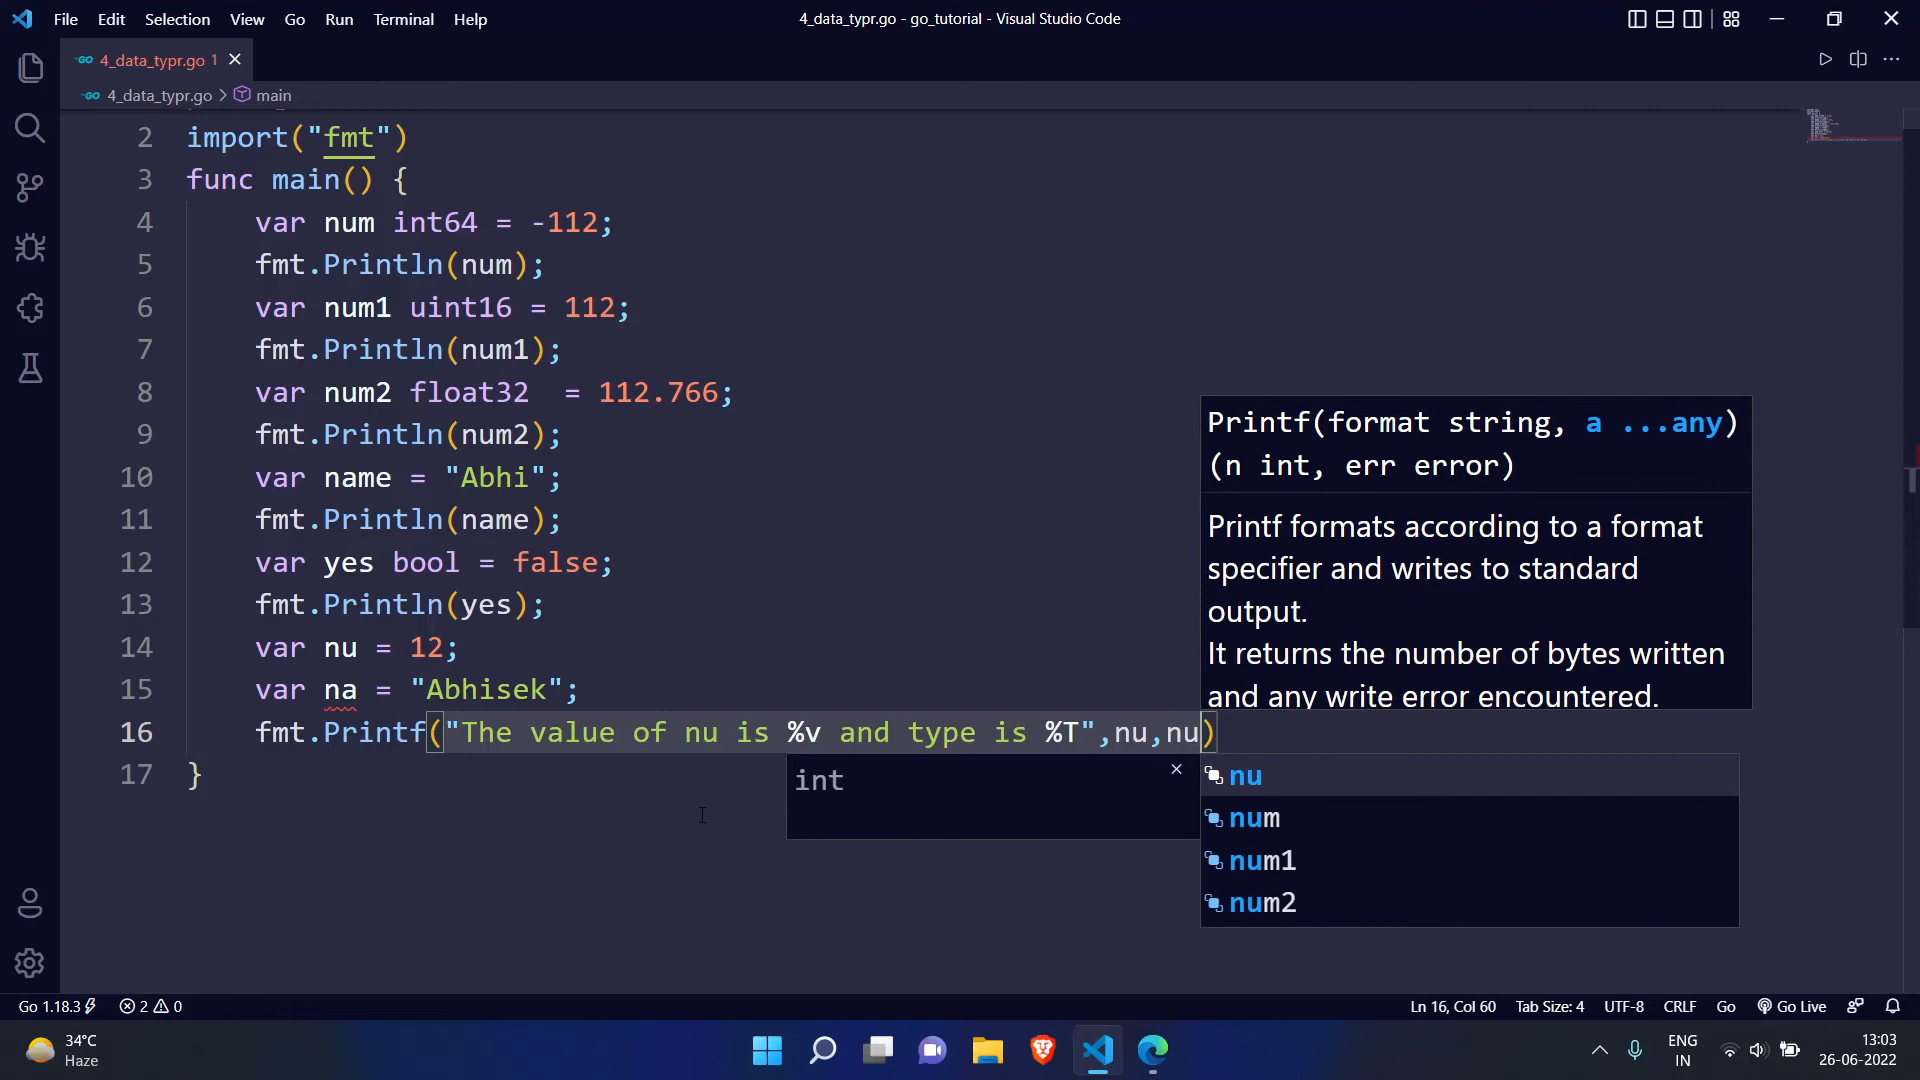 File Edit Selection View Go Run Terminal Help
4_data_typr.go - go_tutorial - Visual Studio Code
GO 4_data_typr.go 1
GO 4_data_typr.go > main
2 import("fmt")
3 func main() {
4 var num int64 = -112;
5 fmt.Println(num);
6 var num1 uint16 = 112;
7 fmt.Println(num1);
8 var num2 float32  = 112.766;
9 fmt.Println(num2);
10 var name = "Abhi";
11 fmt.Println(name);
12 var yes bool = false;
13 fmt.Println(yes);
14 var nu = 12;
15 var na = "Abhisek";
16 fmt.Printf("The value of nu is %v and type is %T",nu,nu)
17 }
Printf(format string, a ...any)
(n int, err error)
Printf formats according to a format
specifier and writes to standard
output.
It returns the number of bytes written
and any write error encountered.
int
nu
num
num1
num2
Go 1.18.3 2 0
Ln 16, Col 60 Tab Size: 4 UTF-8 CRLF Go Go Live
34°C
Haze
ENG
IN
13:03
26-06-2022